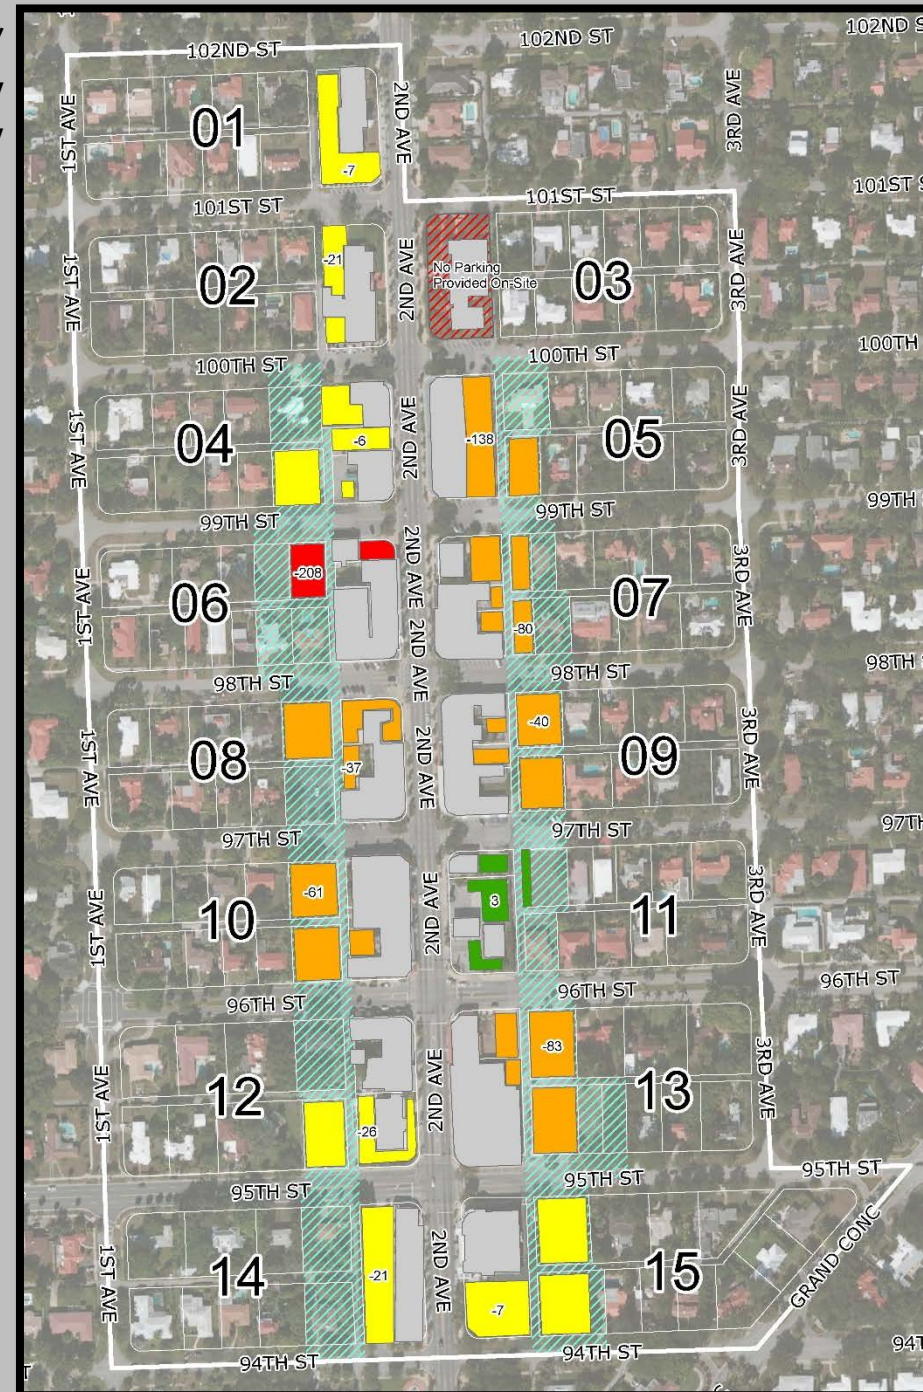 102ND ST
102ND ST
102ND S
1ST AVE
01
2ND AVE
3RD AVE
-7
101ST ST
101ST ST
101ST S
1ST AVE
02
-21
2ND AVE
No Parking
Provided On-Site
03
3RD AVE
100TH ST
100TH ST
100TH
1ST AVE
04
-6
2ND AVE
-138
05
3RD AVE
99TH ST
99TH ST
99TH
1ST AVE
06
-208
2ND AVE
2ND AVE
-80
07
3RD AVE
98TH ST
98TH ST
98TH
1ST AVE
08
-37
2ND AVE
-40
09
3RD AVE
97TH ST
97TH ST
97TH
1ST AVE
10
-61
2ND AVE
3
11
3RD AVE
96TH ST
96TH ST
96TH ST
1ST AVE
12
-26
2ND AVE
-83
13
3RD AVE
95TH ST
95TH ST
95TH ST
1ST AVE
14
-21
2ND AVE
-7
15
GRAND CONC
94TH ST
94TH ST
94T